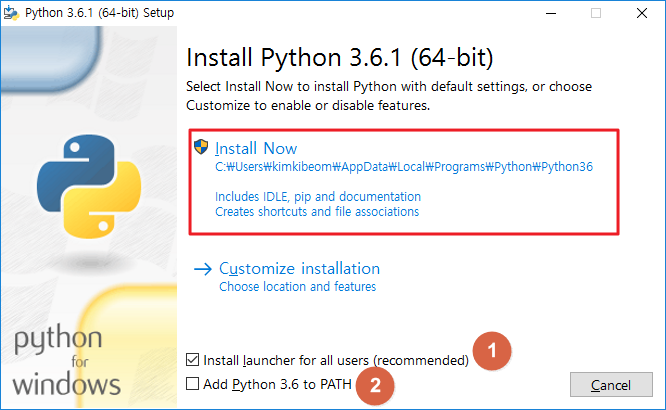 Python 3.6.1 (64-bit) Setup
Install Python 3.6.1 (64-bit)
Select Install Now to install Python with default settings, or choose
Customize to enable or disable features.
Install Now
C:₩Users₩kimkibeom₩AppData₩Local₩Programs₩Python₩Python36
Includes IDLE, pip and documentation
Creates shortcuts and file associations
Customize installation
Choose location and features
python
for
windows
Install launcher for all users (recommended) 1
Add Python 3.6 to PATH 2
Cancel